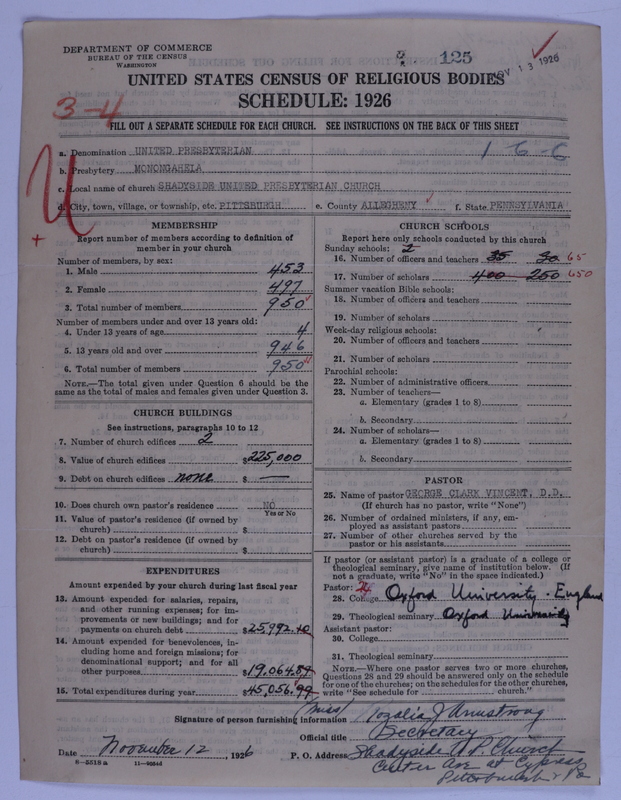 DEPARTMENT OF COMMERCE
BUREAU OF THE CENSUS
WASHINGTON
125
NOV 13 1926
UNITED STATES CENSUS OF RELIGIOUS BODIES
SCHEDULE: 1926
3-4
FILL OUT A SEPARATE SCHEDULE FOR EACH CHURCH. SEE INSTRUCTIONS ON THE BACK OF THIS SHEET
a. Denomination UNITED PRESBYTERIAN
1-6-6
b. Presbytery MONONGAHELA
c. Local name of church SHADYSIDE UNITED PRESBYTERIAN CHURCH
d. City, town, village, or township, etc. PITTSBURGH e. County ALLEGHENY f. State PENNSYLVANIA
MEMBERSHIP
Report number of members according to definition of
member in your church
Number of members, by sex:
1. Male 453
2. Female 497
3. Total number of members 950
Number of members under and over 13 years old:
4. Under 13 years of age 4
5. 13 years old and over 946
6. Total number of members 950
NOTE.—The total given under Question 6 should be
same as the total of males and females given under Question 3.
CHURCH BUILDINGS
See instructions, paragraphs 10 to 12
7. Number of church edifices 2
8. Value of church edifices $225,000
9. Debt on church edifices none $ —
10. Does church own pastor's residence NO
Yes or No
11. Value of pastor's residence (if owned by
church) $
12. Debt on pastor's residence (if owned by
church) $
EXPENDITURES
Amount expended by your church during last fiscal year
13. Amount expended for salaries, repairs,
and other running expenses; for im-
provements or new buildings; and for
payments on church debt $25,992.10
14. Amount expended for benevolences, in-
cluding home and foreign missions; for
denominational support; and for all
other purposes $19,064.89
15. Total expenditures during year $45,056.99
CHURCH SCHOOLS
Report here only schools conducted by this church
Sunday schools: 2
16. Number of officers and teachers 35 30 65
17. Number of scholars 400 250 650
Summer vacation Bible schools:
18. Number of officers and teachers
19. Number of scholars
Week-day religious schools:
20. Number of officers and teachers
21. Number of scholars
Parochial schools:
22. Number of administrative officers
23. Number of teachers—
a. Elementary (grades 1 to 8)
b. Secondary
24. Number of scholars—
a. Elementary (grades 1 to 8)
b. Secondary
PASTOR
25. Name of pastor GEORGE CLARK VINCENT, D.D.
(If church has no pastor, write "None")
26. Number of ordained ministers, if any, em-
ployed as assistant pastors
27. Number of other churches served by the
pastor or his assistants
If pastor (or assistant pastor) is a graduate of a college or
theological seminary, give name of institution below. (If
not a graduate, write "No" in the space indicated.)
Pastor:
28. College Oxford University - England
29. Theological seminary Oxford University
Assistant pastor:
30. College
31. Theological seminary
NOTE.—Where one pastor serves two or more churches,
Questions 28 and 29 should be answered only on the schedule
for one of the churches; on the schedules for the other churches,
write "See schedule for church."
Signature of person furnishing information (Miss) Rozalia J Armstrong
Official title Secretary
Date November 12, 1926 P. O. Address Shadyside U.P. Church
8-5518 a
Center Ave at Cypress
Pittsburgh Pa